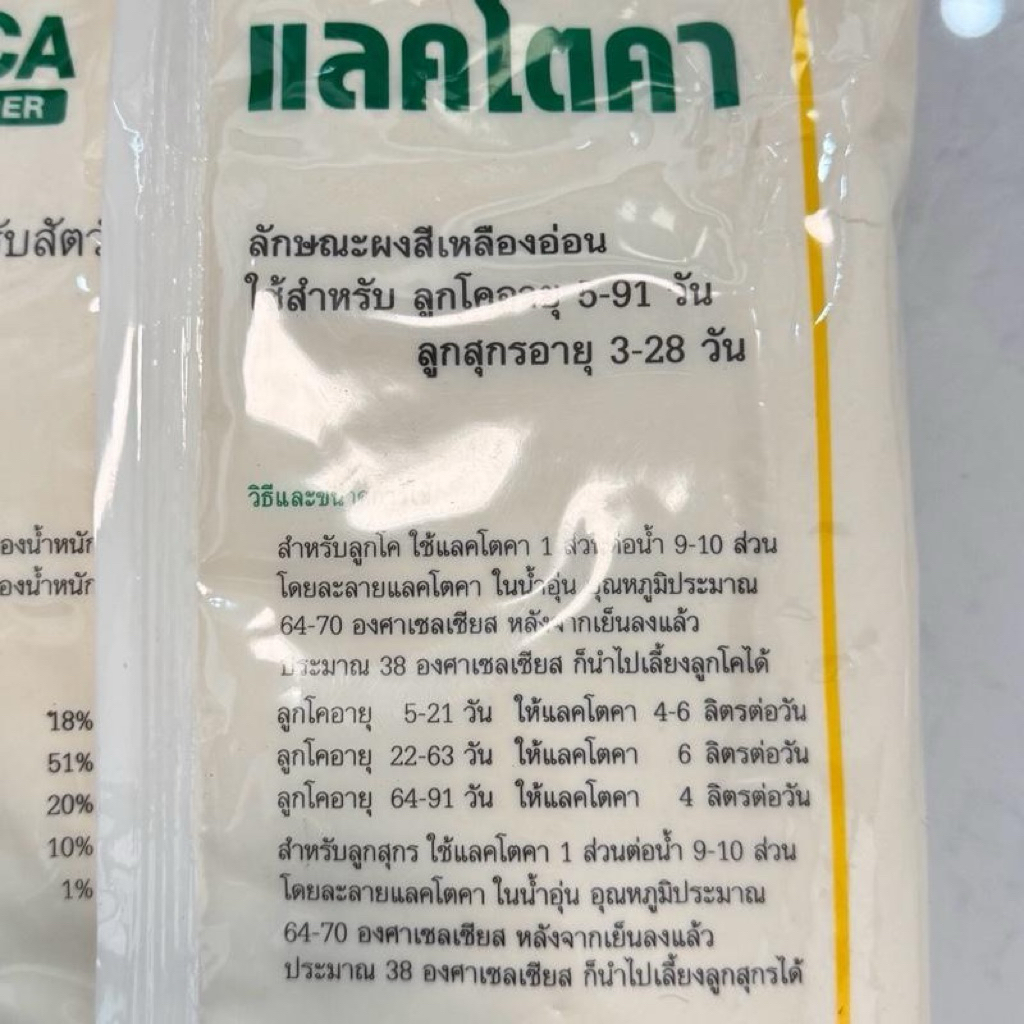 CA
DER
แลคโตคา
ลักษณะผงสีเหลืองอ่อน
ใช้สำหรับ ลูกโคอายุ 5-91 วัน
ลูกสุกรอายุ 3-28 วัน
วิธีและขนาด
สำหรับลูกโค ใช้แลคโตคา 1 ส่วนต่อน้ำ 9-10 ส่วน
โดยละลายแลคโตคา ในน้ำอุ่น อุณหภูมิประมาณ
64-70 องศาเซลเซียส หลังจากเย็นลงแล้ว
ประมาณ 38 องศาเซลเซียส ก็นำไปเลี้ยงลูกโคได้
ลูกโคอายุ 5-21 วัน ให้แลคโตคา 4-6 ลิตรต่อวัน
ลูกโคอายุ 22-63 วัน ให้แลคโตคา 6 ลิตรต่อวัน
ลูกโคอายุ 64-91 วัน ให้แลคโตคา 4 ลิตรต่อวัน
สำหรับลูกสุกร ใช้แลคโตคา 1 ส่วนต่อน้ำ 9-10 ส่วน
โดยละลายแลคโตคา ในน้ำอุ่น อุณหภูมิประมาณ
64-70 องศาเซลเซียส หลังจากเย็นลงแล้ว
ประมาณ 38 องศาเซลเซียส ก็นำไปเลี้ยงลูกสุกรได้
ับสัตว์
องน้ำหนัก
องน้ำหนัก
18%
51%
20%
10%
1%